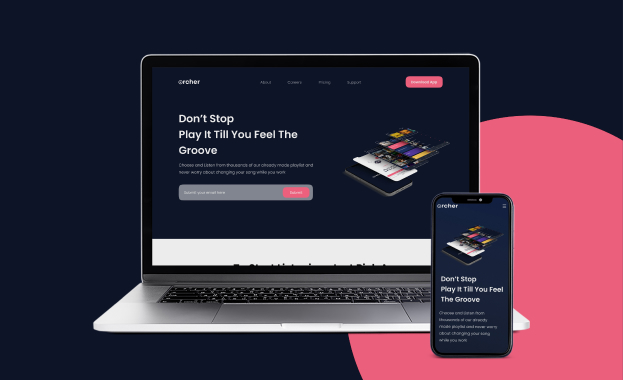 Orcher
About Careers Pricing Support
Download App
Don't Stop
Play It Till You Feel The
Groove
Choose and Listen from thousands of our already made playlist and
never worry about changing your song while you work
Submit your email here
Submit
Orcher
Don't Stop
Play It Till You Feel
The Groove
Choose and Listen from
thousands of our already
made playlist and never worry
about changing your song
while you work